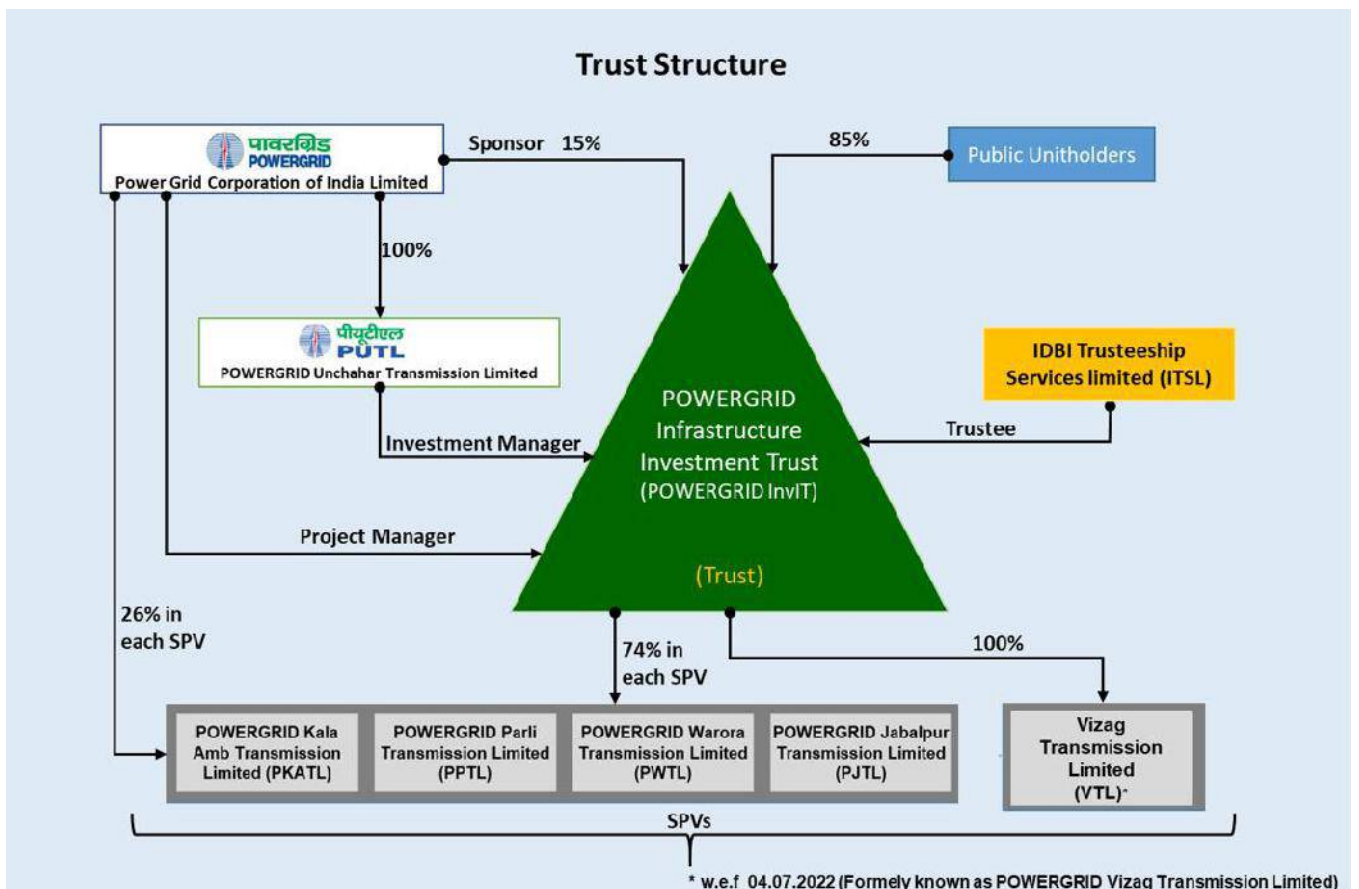 Trust Structure
पावरग्रिड
POWERGRID
Power Grid Corporation of India Limited
Sponsor 15%
85%
Public Unitholders
100%
पीयूटीएल
PUTL
POWERGRID Unchahar Transmission Limited
IDBI Trusteeship
Services limited (ITSL)
Investment Manager
Trustee
POWERGRID
Infrastructure
Investment Trust
(POWERGRID InvIT)
Project Manager
(Trust)
26% in
each SPV
74% in
each SPV
100%
POWERGRID Kala
Amb Transmission
Limited (PKATL)
POWERGRID Parli
Transmission Limited
(PPTL)
POWERGRID Warora
Transmission Limited
(PWTL)
POWERGRID Jabalpur
Transmission Limited
(PJTL)
Vizag
Transmission
Limited
(VTL)*
SPVs
* w.e.f 04.07.2022 (Formely known as POWERGRID Vizag Transmission Limited)